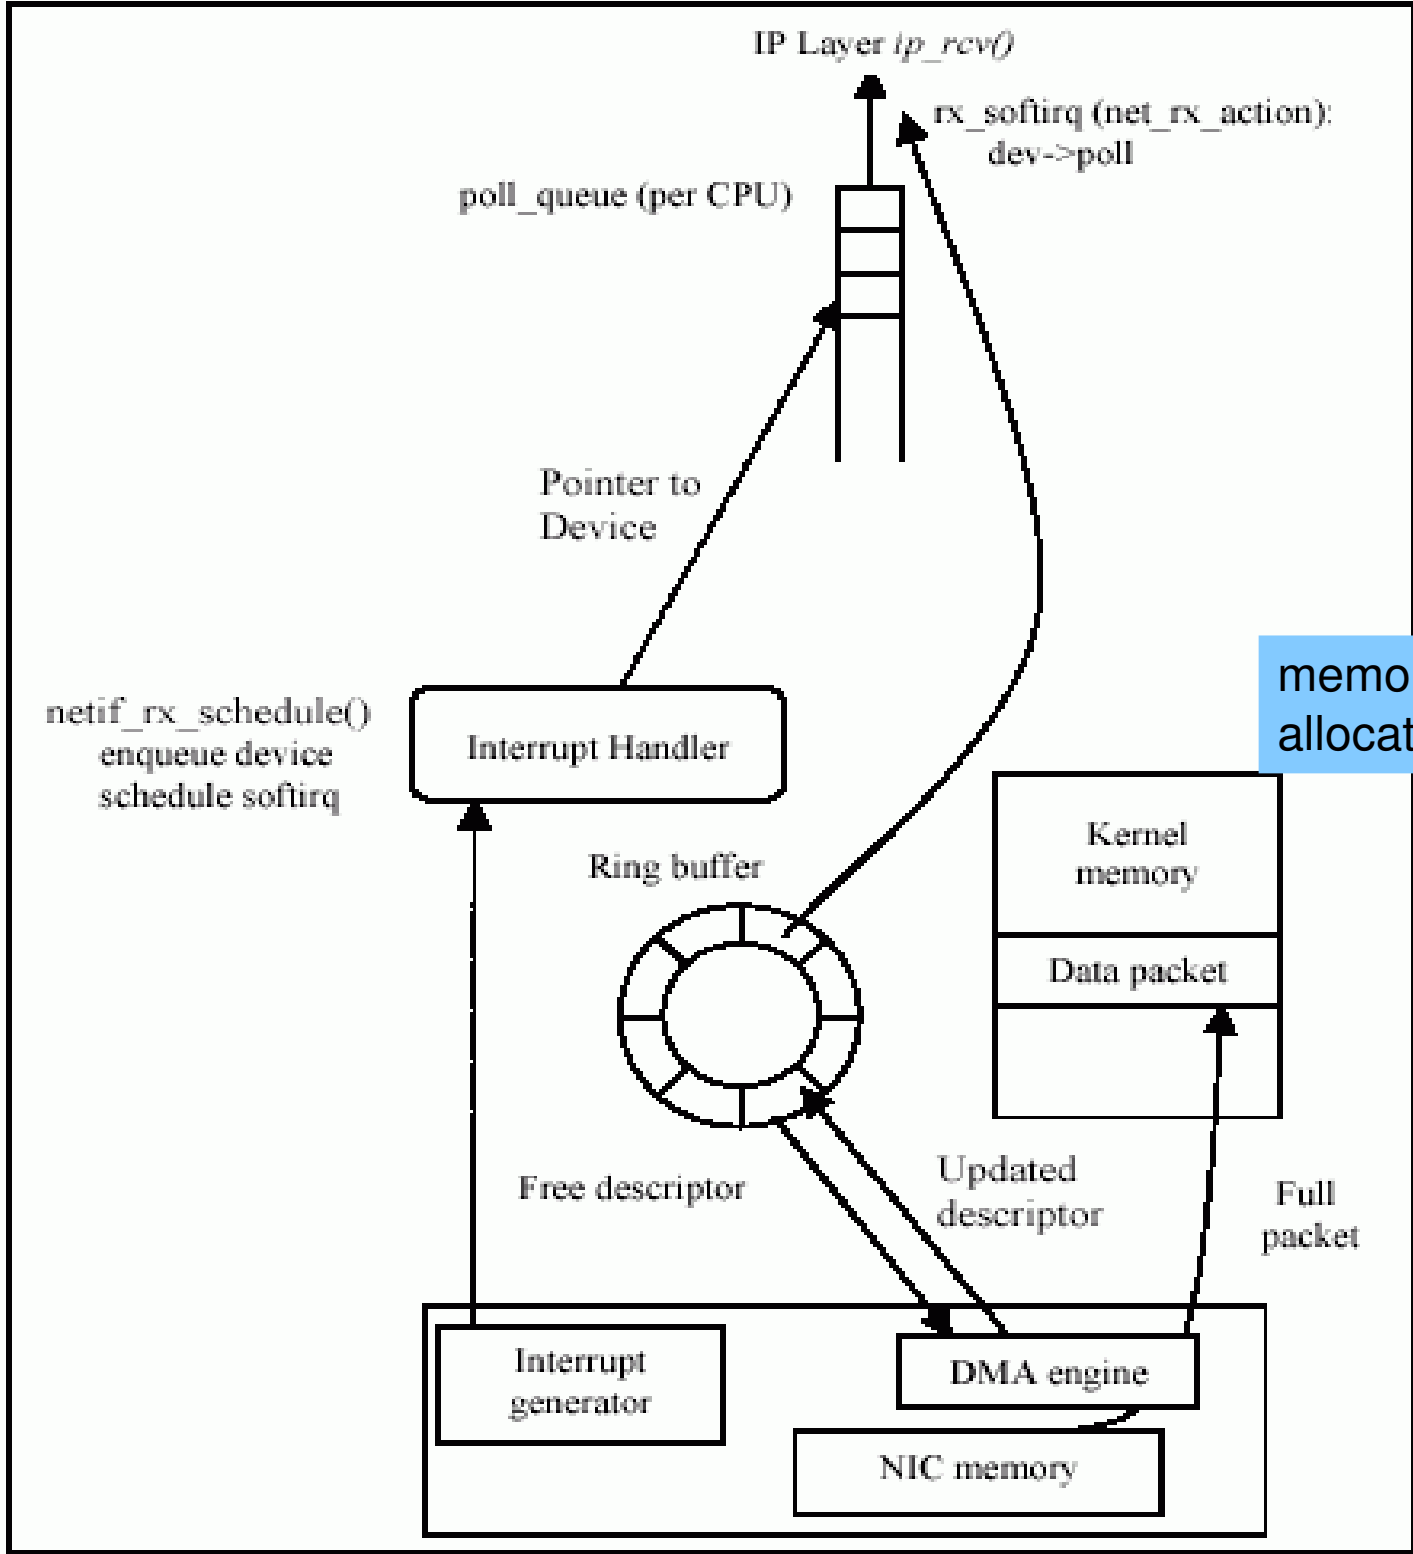 IP Layer ip_rcv()
rx_softirq (net_rx_action):
dev->poll
poll_queue (per CPU)
Pointer to
Device
netif_rx_schedule()
enqueue device
schedule softirq
Interrupt Handler
memo
allocat
Kernel
memory
Ring buffer
Data packet
Free descriptor
Updated
descriptor
Full
packet
Interrupt
generator
DMA engine
NIC memory